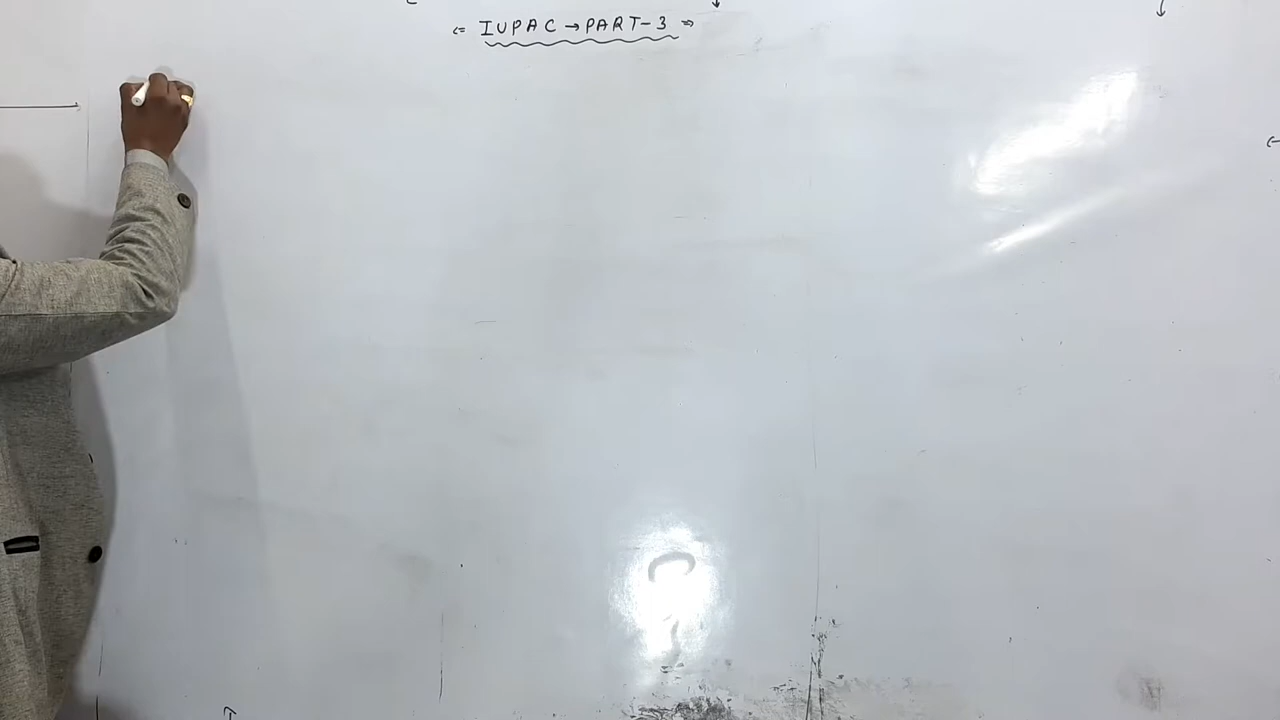 ⇐ IUPAC → PART-3 ⇒